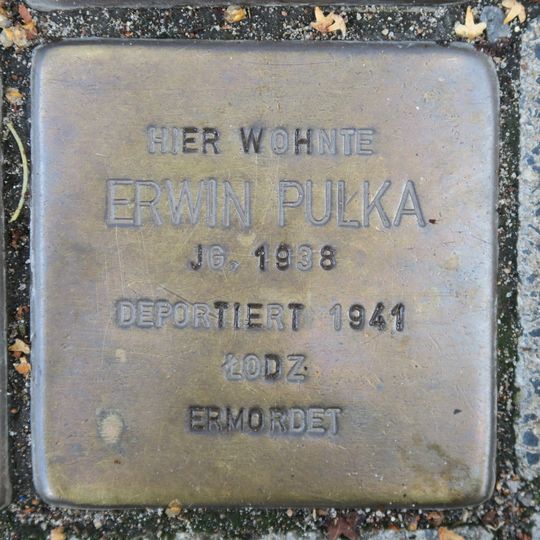 HIER WOHNTE
ERWIN PUŁKA
JG. 1938
DEPORTIERT 1941
ŁODZ
ERMORDET